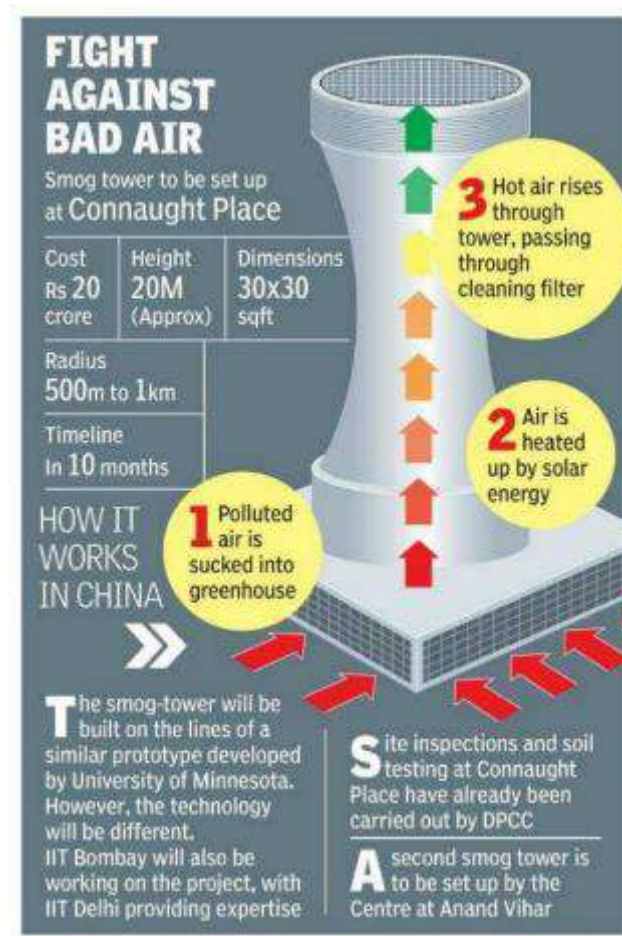 FIGHT
AGAINST
BAD AIR
Smog tower to be set up
at Connaught Place
Cost
Rs 20
crore
Height
20M
(Approx)
Dimensions
30x30
sqft
Radius
500m to 1km
Timeline
In 10 months
HOW IT
WORKS
IN CHINA
1 Polluted
air is
sucked into
greenhouse
2 Air is
heated
up by solar
energy
3 Hot air rises
through
tower, passing
through
cleaning filter
The smog-tower will be
built on the lines of a
similar prototype developed
by University of Minnesota.
However, the technology
will be different.
IIT Bombay will also be
working on the project, with
IIT Delhi providing expertise
Site inspections and soil
testing at Connaught
Place have already been
carried out by DPCC
A second smog tower is
to be set up by the
Centre at Anand Vihar